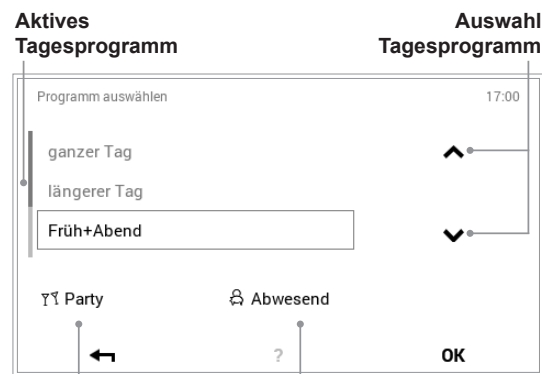 Aktives
Tagesprogramm
Auswahl
Tagesprogramm
Programm auswählen 17:00
ganzer Tag
längerer Tag
Früh+Abend
Party Abwesend
? OK